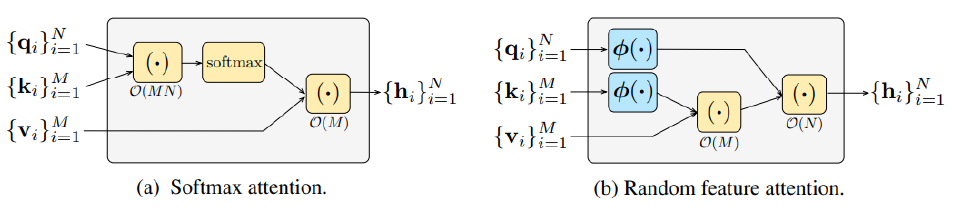 {q_i}_{i=1}^N
{k_i}_{i=1}^M
{v_i}_{i=1}^M
(·)
O(MN)
softmax
(·)
O(M)
{h_i}_{i=1}^N
(a) Softmax attention.
{q_i}_{i=1}^N
{k_i}_{i=1}^M
{v_i}_{i=1}^M
ϕ(·)
ϕ(·)
(·)
O(M)
(·)
O(N)
{h_i}_{i=1}^N
(b) Random feature attention.